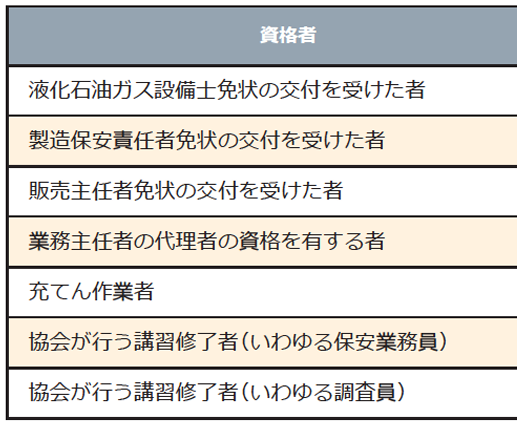 資格者
液化石油ガス設備士免状の交付を受けた者
製造保安責任者免状の交付を受けた者
販売主任者免状の交付を受けた者
業務主任者の代理者の資格を有する者
充てん作業者
協会が行う講習修了者(いわゆる保安業務員)
協会が行う講習修了者(いわゆる調査員)